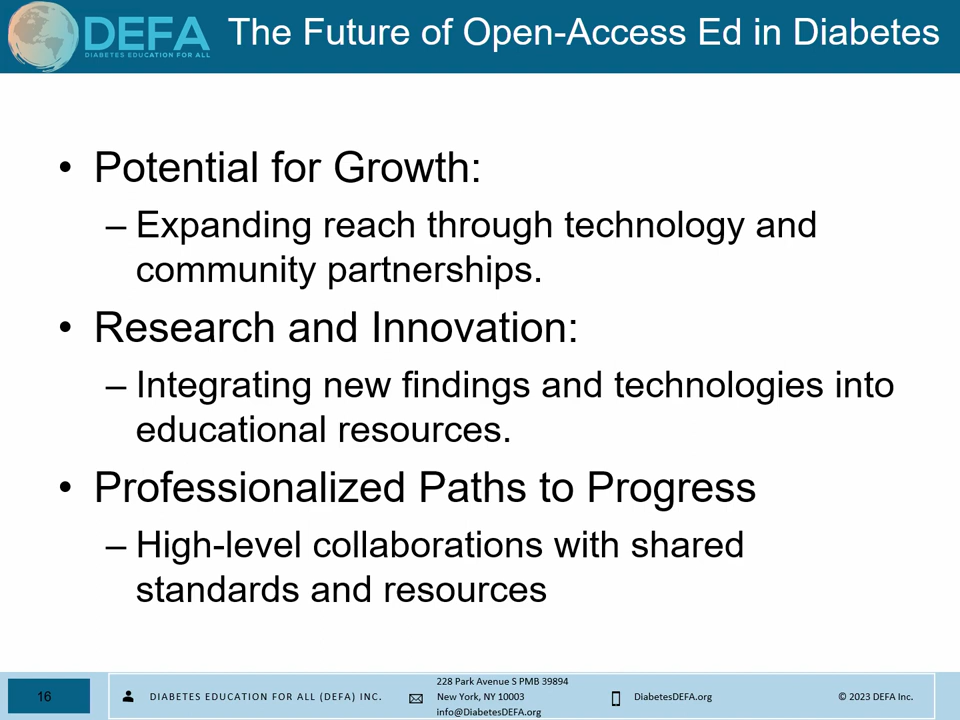 DEFA
DIABETES EDUCATION FOR ALL
The Future of Open-Access Ed in Diabetes
• Potential for Growth:
– Expanding reach through technology and
community partnerships.
• Research and Innovation:
– Integrating new findings and technologies into
educational resources.
• Professionalized Paths to Progress
– High-level collaborations with shared
standards and resources
16
DIABETES EDUCATION FOR ALL (DEFA) INC.
228 Park Avenue S PMB 39894
New York, NY 10003
info@DiabetesDEFA.org
DiabetesDEFA.org
© 2023 DEFA Inc.